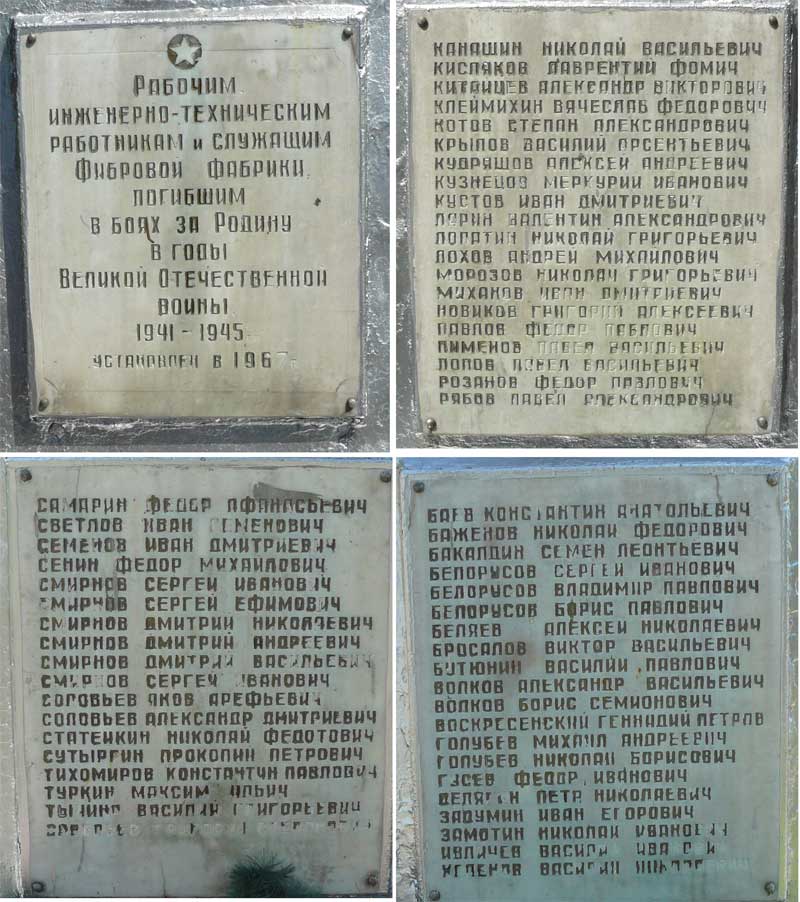 Рабочим
инженерно-техническим
работникам и служащим
Фибровой фабрики
погибшим
в боях за Родину
в годы
Великой Отечественной
войны
1941-1945
установлен в
КАНАШИН НИКОЛАЙ ВАСИЛЬЕВИЧ
КИСЛЯКОВ ЛАВРЕНТИЙ ФОМИЧ
КИТАЙЦЕВ АЛЕКСАНДР ВИКТОРОВИЧ
КЛЕЙМИХИН ВЯЧЕСЛАВ ФЕДОРОВИЧ
КОТОВ СТЕПАН АЛЕКСАНДРОВИЧ
КРЫЛОВ ВАСИЛИЙ АРСЕНТЬЕВИЧ
КУДРЯШОВ АЛЕКСЕЙ АНДРЕЕВИЧ
КУЗНЕЦОВ МЕРКУРИЙ ИВАНОВИЧ
КУСТОВ ИВАН ДМИТРИЕВИЧ
ЛАРИН ВАЛЕНТИН АЛЕКСАНДРОВИЧ
ЛОПАТИН НИКОЛАЙ ГРИГОРЬЕВИЧ
ЛОХОВ АНДРЕЙ МИХАЙЛОВИЧ
МОРОЗОВ НИКОЛАЙ ГРИГОРЬЕВИЧ
ИВАН ДМИТРИЕВИЧ
НОВИКОВ ГРИГОРИЙ АЛЕКСЕЕВИЧ
ПАВЛОВ ФЕДОР ПАВЛОВИЧ
ПИМЕНОВ ПАВЕЛ ВАСИЛЬЕВИЧ
ПОПОВ ПАВЕЛ ВАСИЛЬЕВИЧ
РОЗАНОВ ФЕДОР ПАВЛОВИЧ
РЯБОВ ПАВЕЛ АЛЕКСАНДРОВИЧ
САМАРИН ФЕДОР АФАНАСЬЕВИЧ
СВЕТЛОВ ИВАН СЕМЕНОВИЧ
СЕМЕНОВ ИВАН ДМИТРИЕВИЧ
СЕНИН ФЕДОР МИХАЙЛОВИЧ
СМИРНОВ СЕРГЕЙ ИВАНОВИЧ
СМИРНОВ СЕРГЕЙ ЕФИМОВИЧ
СМИРНОВ ДМИТРИЙ НИКОЛАЕВИЧ
СМИРНОВ ДМИТРИЙ АНДРЕЕВИЧ
СМИРНОВ ДМИТРИЙ ВАСИЛЬЕВИЧ
СМИРНОВ СЕРГЕЙ ИВАНОВИЧ
СОЛОВЬЕВ ЯКОВ АРЕФЬЕВИЧ
СОЛОВЬЕВ АЛЕКСАНДР ДМИТРИЕВИЧ
СТАТЕЙКИН НИКОЛАЙ ФЕДОТОВИЧ
СУТЫРГИН ПРОКОПИЙ ПЕТРОВИЧ
ТИХОМИРОВ КОНСТАНТИН ПАВЛОВИЧ
ТУРКИН МАКСИМ ИЛЬИЧ
ВАСИЛИЙ ГРИГОРЬЕВИЧ
БАЕВ КОНСТАНТИН АНАТОЛЬЕВИЧ
БАЖЕНОВ НИКОЛАЙ ФЕДОРОВИЧ
БАКАЛДИН СЕМЕН ЛЕОНТЬЕВИЧ
БЕЛОРУСОВ СЕРГЕЙ ИВАНОВИЧ
БЕЛОРУСОВ ВЛАДИМИР ПАВЛОВИЧ
БЕЛОРУСОВ БОРИС ПАВЛОВИЧ
БЕЛЯЕВ АЛЕКСЕЙ НИКОЛАЕВИЧ
БРОСАЛОВ ВИКТОР ВАСИЛЬЕВИЧ
БУТЮНИН ВАСИЛИЙ ПАВЛОВИЧ
ВОЛКОВ АЛЕКСАНДР ВАСИЛЬЕВИЧ
ВОЛКОВ БОРИС СЕМИОНОВИЧ
ВОСКРЕСЕНСКИЙ ГЕННАДИЙ ПЕТРОВ
ГОЛУБЕВ МИХАИЛ АНДРЕЕВИЧ
ГОЛУБЕВ НИКОЛАЙ БОРИСОВИЧ
ГУСЕВ ФЕДОР ИВАНОВИЧ
ПЕТР НИКОЛАЕВИЧ
ЗАДУМИН ИВАН ЕГОРОВИЧ
ЗАМОТИН НИКОЛАЙ ИВАНОВИЧ
ВАСИЛИЙ
ВАСИЛИЙ